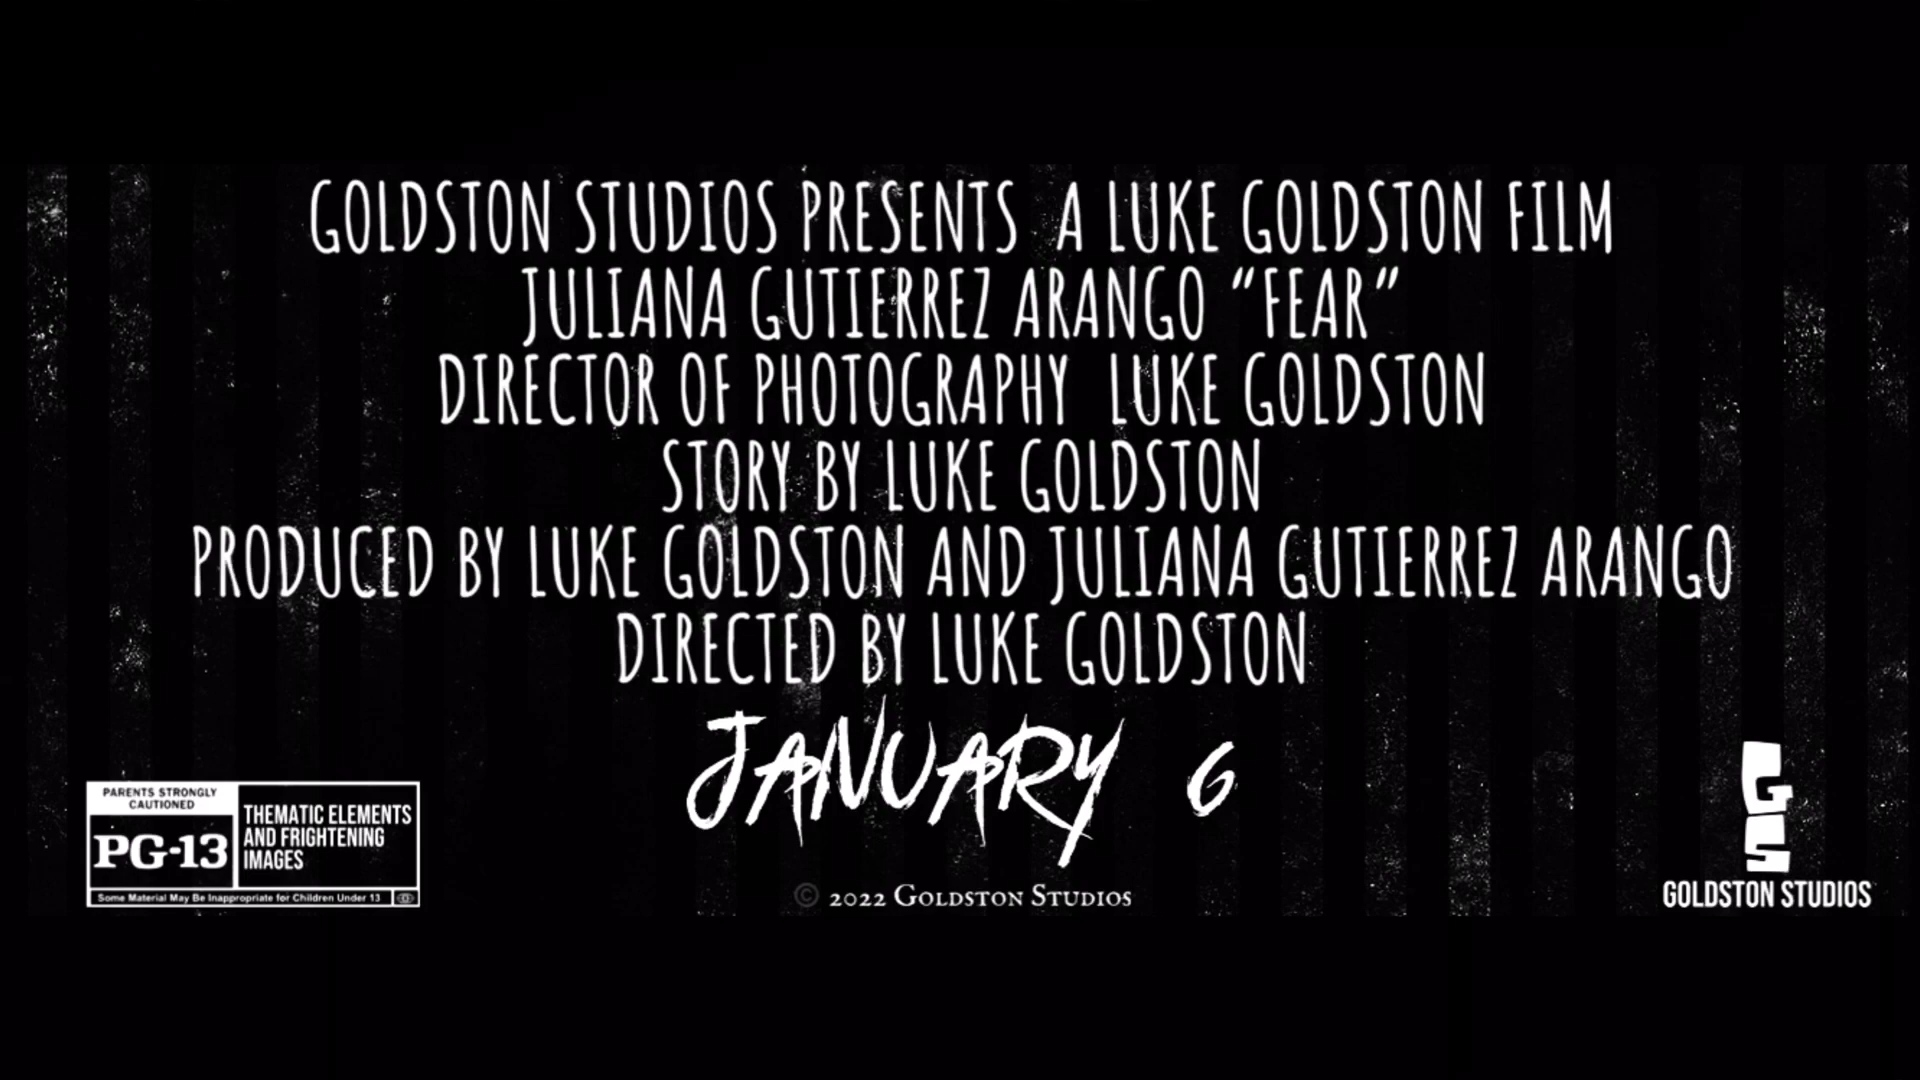 GOLDSTON STUDIOS PRESENTS A LUKE GOLDSTON FILM
JULIANA GUTIERREZ ARANGO “FEAR”
DIRECTOR OF PHOTOGRAPHY LUKE GOLDSTON
STORY BY LUKE GOLDSTON
PRODUCED BY LUKE GOLDSTON AND JULIANA GUTIERREZ ARANGO
DIRECTED BY LUKE GOLDSTON
JANUARY 6
PARENTS STRONGLY
CAUTIONED
PG-13
THEMATIC ELEMENTS
AND FRIGHTENING
IMAGES
Some Material May Be Inappropriate for Children Under 13
© 2022 GOLDSTON STUDIOS
GS
GOLDSTON STUDIOS